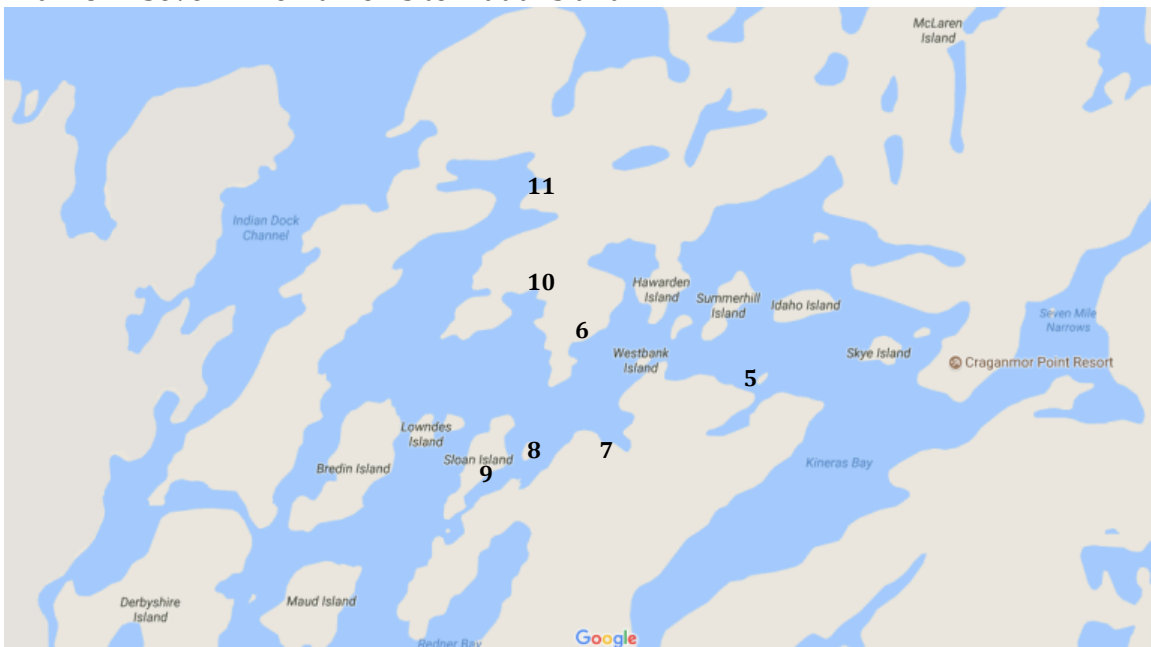 McLaren
Island
11
Indian Dock
Channel
10
Hawarden
Island
Summerhill
Island
Idaho Island
Seven Mile
Narrows
6
Westbank
Island
Skye Island
Craganmor Point Resort
5
Lowndes
Island
8
7
Sloan Island
9
Bredin Island
Kineras Bay
Derbyshire
Island
Maud Island
Redner Bay
Google